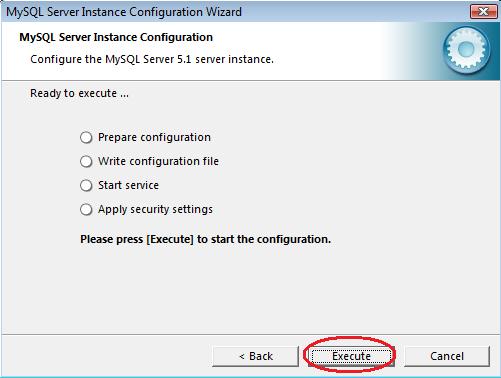 MySQL Server Instance Configuration Wizard
MySQL Server Instance Configuration
Configure the MySQL Server 5.1 server instance.
Ready to execute ...
Prepare configuration
Write configuration file
Start service
Apply security settings
Please press [Execute] to start the configuration.
< Back
Execute
Cancel